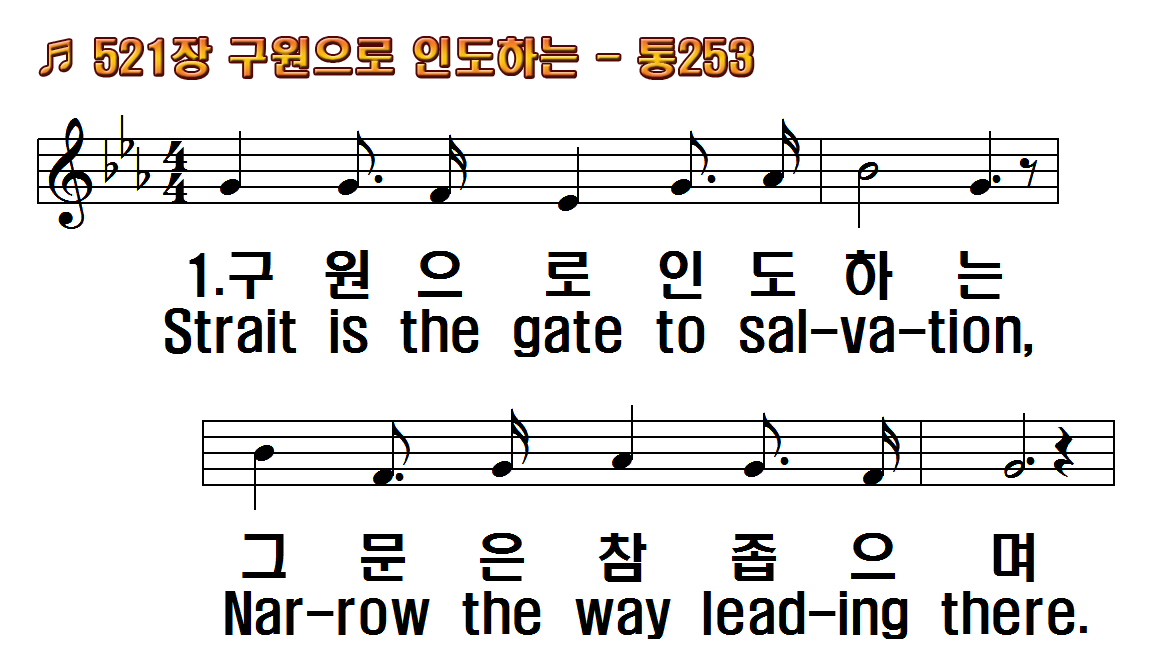 ♬ 521장 구원으로 인도하는 - 통253
1.구 원 으 로 인 도 하 는
Strait is the gate to sal-va-tion,
그 문 은 참 좁 으 며
Nar-row the way lead-ing there.